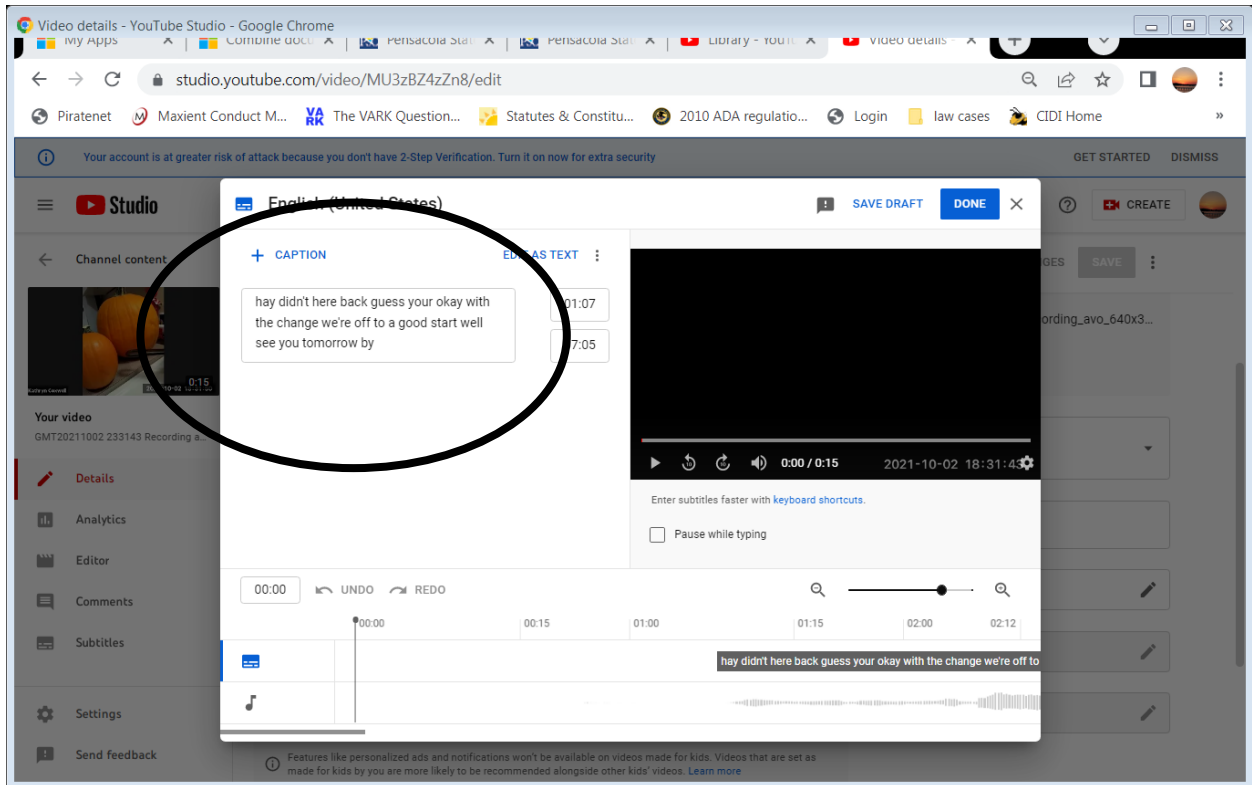 Video details - YouTube Studio - Google Chrome
My Apps
Combine docu
Pensacola Stat
Pensacola Stat
Library - YouTu
Video details -
studio.youtube.com/video/MU3zBZ4zZn8/edit
Piratenet
Maxient Conduct M...
VARK The VARK Question...
Statutes & Constitu...
2010 ADA regulatio...
Login
law cases
CIDI Home
»
Your account is at greater risk of attack because you don't have 2-Step Verification. Turn it on now for extra security
GET STARTED DISMISS
Studio
English (United States)
SAVE DRAFT
DONE
CREATE
Channel content
+ CAPTION
EDIT AS TEXT
GES
SAVE
hay didn't here back guess your okay with
the change we're off to a good start well
see you tomorrow by
01:07
7:05
ording_avo_640x3...
0:15
Your video
GMT20211002 233143 Recording a...
0:00 / 0:15
2021-10-02 18:31:43
Details
Enter subtitles faster with keyboard shortcuts.
Analytics
Pause while typing
Editor
00:00
UNDO
REDO
Comments
00:00
00:15
01:00
01:15
02:00
02:12
Subtitles
hay didn't here back guess your okay with the change we're off to
Settings
Send feedback
Features like personalized ads and notifications won't be available on videos made for kids. Videos that are set as
made for kids by you are more likely to be recommended alongside other kids' videos. Learn more